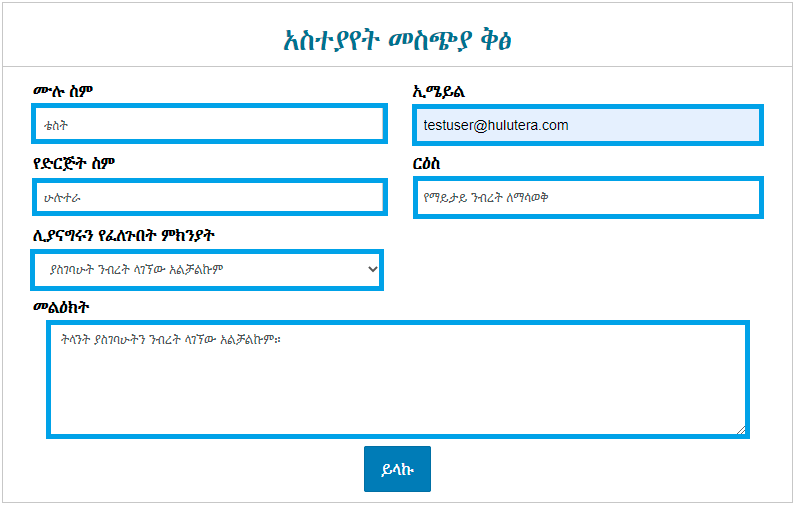 አስተያየት መስጭያ ቅፅ
ሙሉ ስም
ኢሜይል
ቴስት
testuser@hulutera.com
የድርጅት ስም
ርዕስ
ሁሉተራ
የማይታይ ንብረት ለማሳወቅ
ሊያናግሩን የፈለጉበት ምክንያት
ያስገባሁት ንብረት ላገኘው አልቻልኩም
መልዕክት
ትላንት ያስገባሁትን ንብረት ላገኘው አልቻልኩም።
ይላኩ